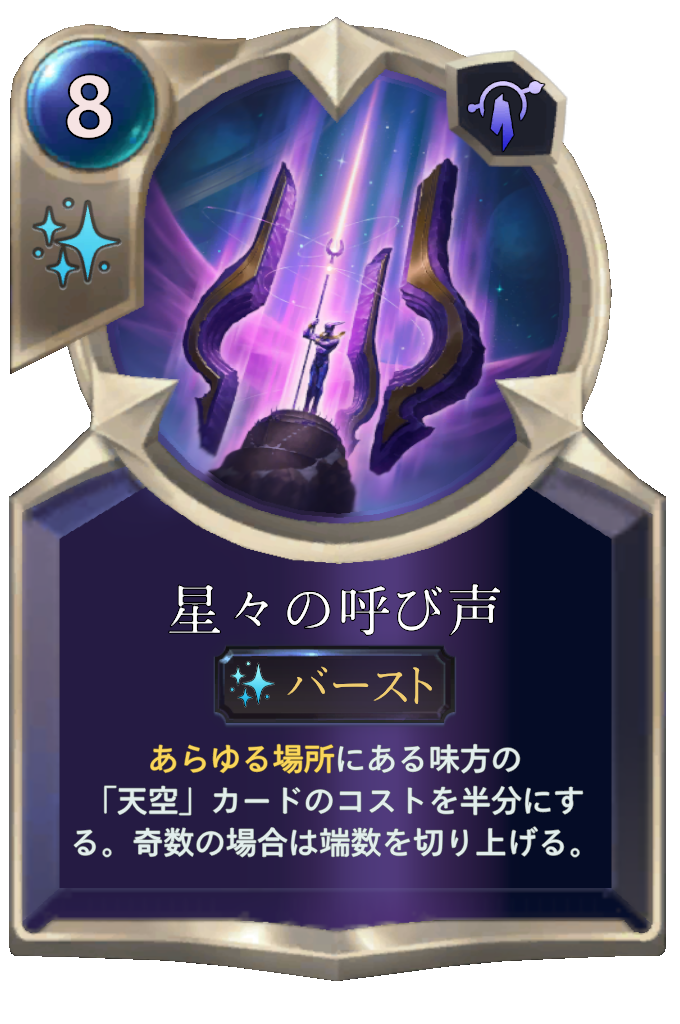 8
星々の呼び声
バースト
あらゆる場所にある味方の
「天空」カードのコストを半分にす
る。奇数の場合は端数を切り上げる。